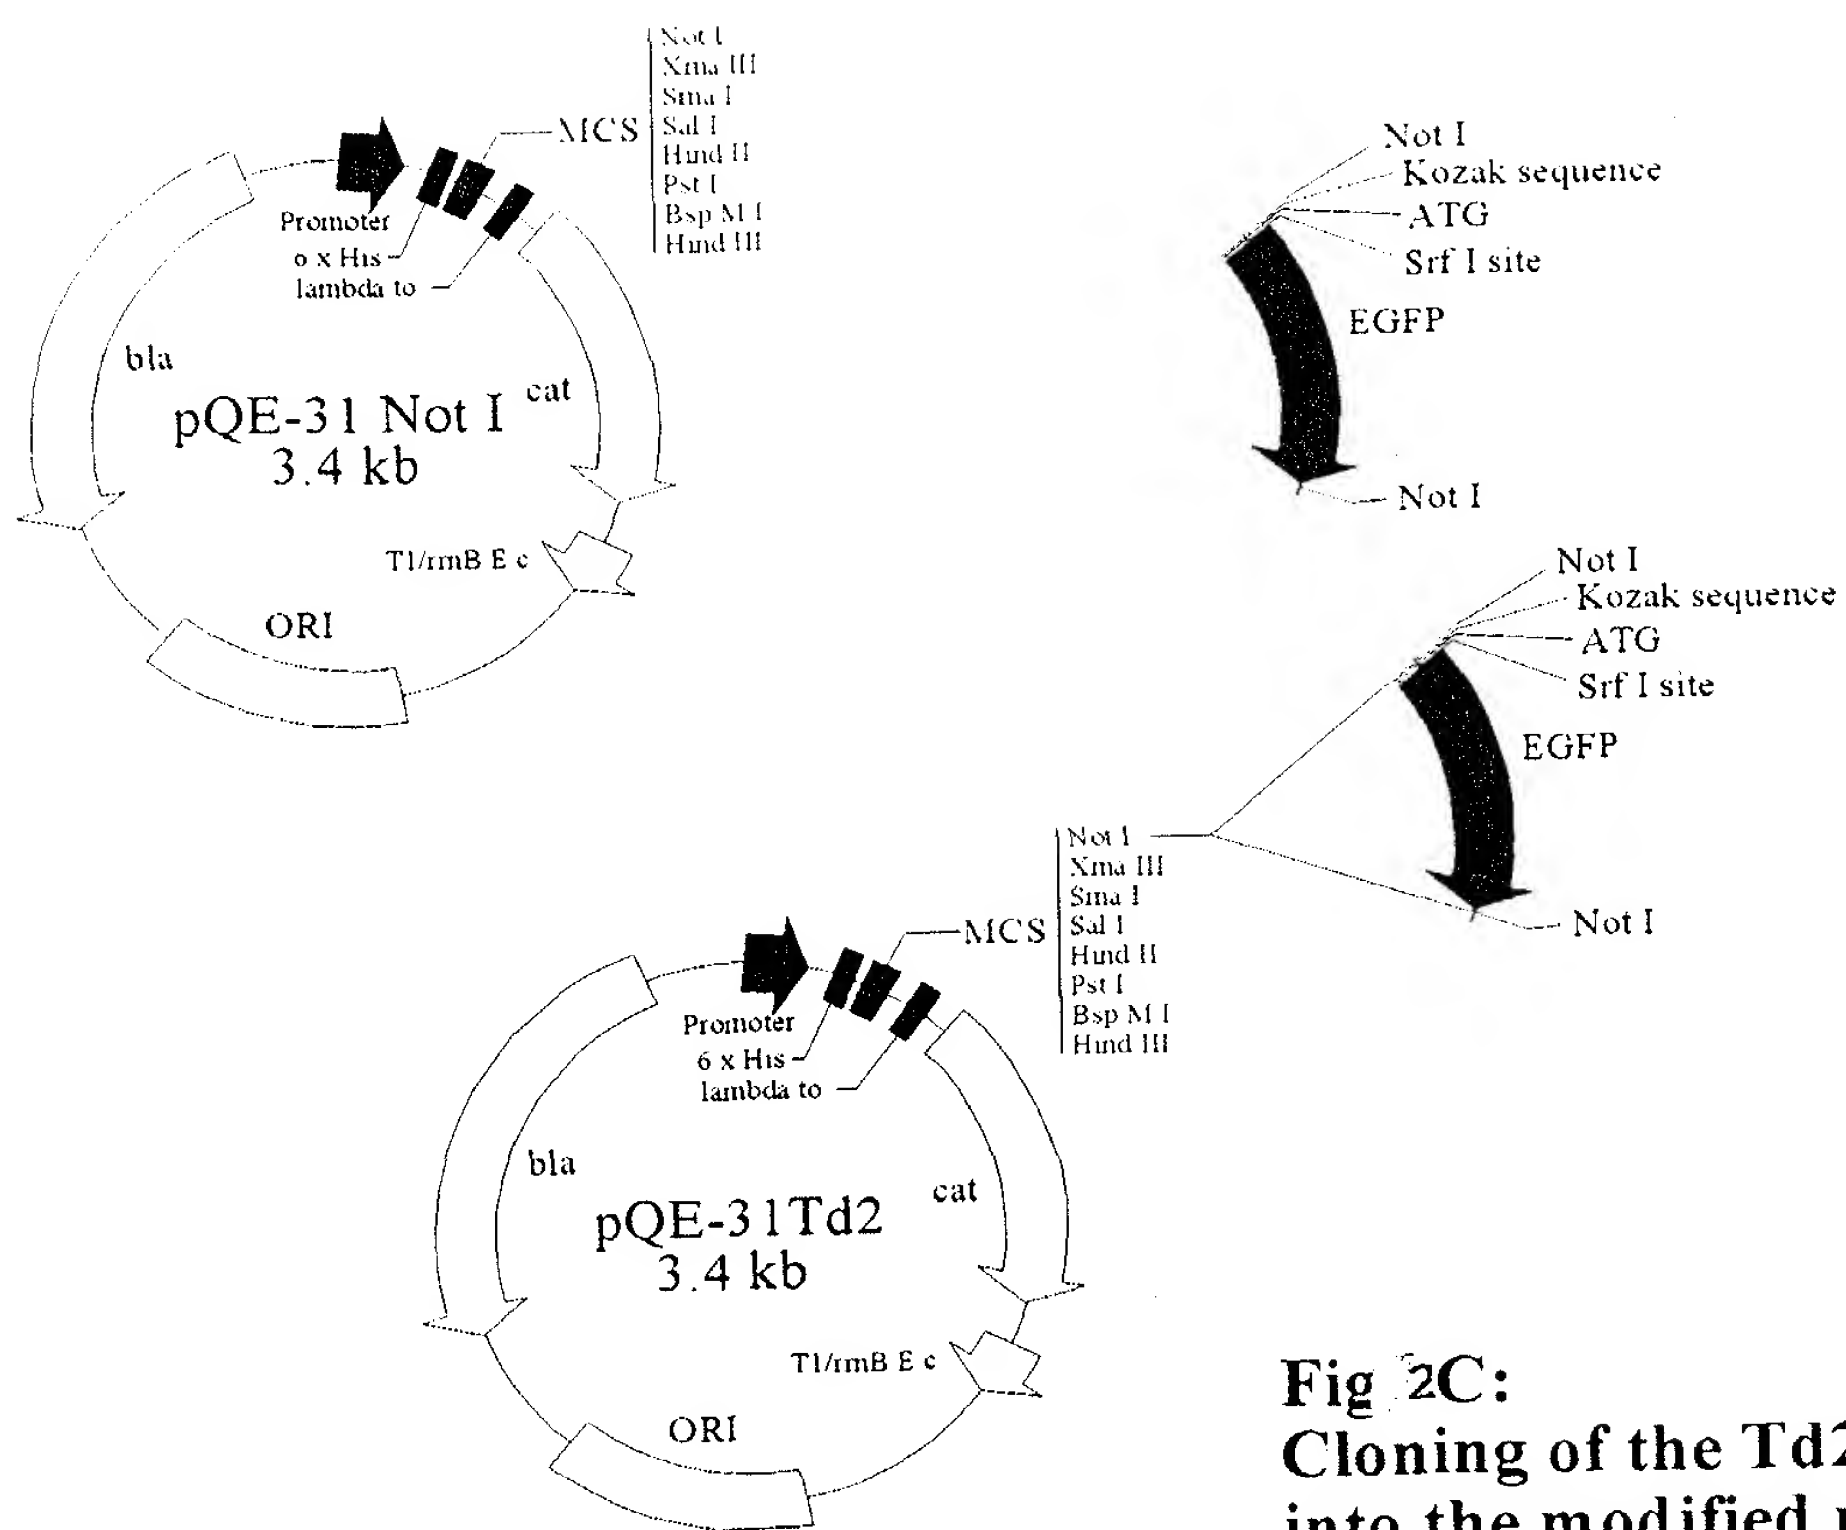 Not I
Xma III
Sma I
Sal I
Hind II
Pst I
Bsp M I
Hind III
MCS
Promoter
6 x His
lambda to
bla
cat
pQE-31 Not I
3.4 kb
T1/rrnB E c
ORI
Not I
Kozak sequence
ATG
Srf I site
EGFP
Not I
Not I
Kozak sequence
ATG
Srf I site
EGFP
Not I
Not I
Xma III
Sma I
Sal I
Hind II
Pst I
Bsp M I
Hind III
MCS
Promoter
6 x His
lambda to
bla
cat
pQE-31Td2
3.4 kb
T1/rrnB E c
ORI
Fig 2C:
Cloning of the Td2
into the modified